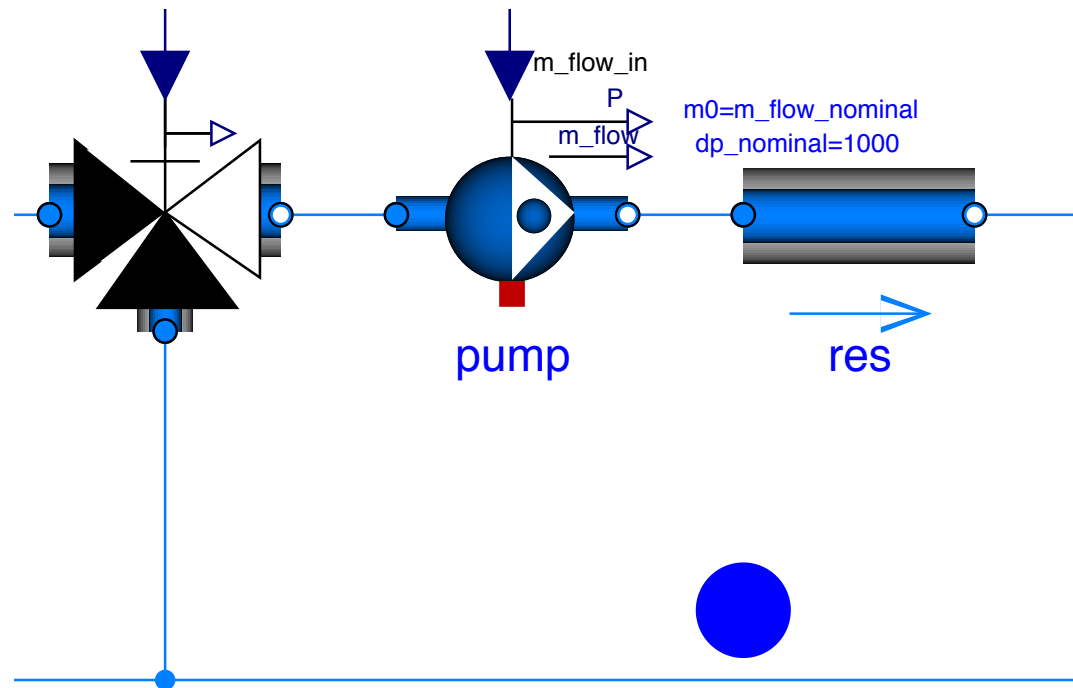 m_flow_in
P
m_flow
m0=m_flow_nominal
dp_nominal=1000
pump
res